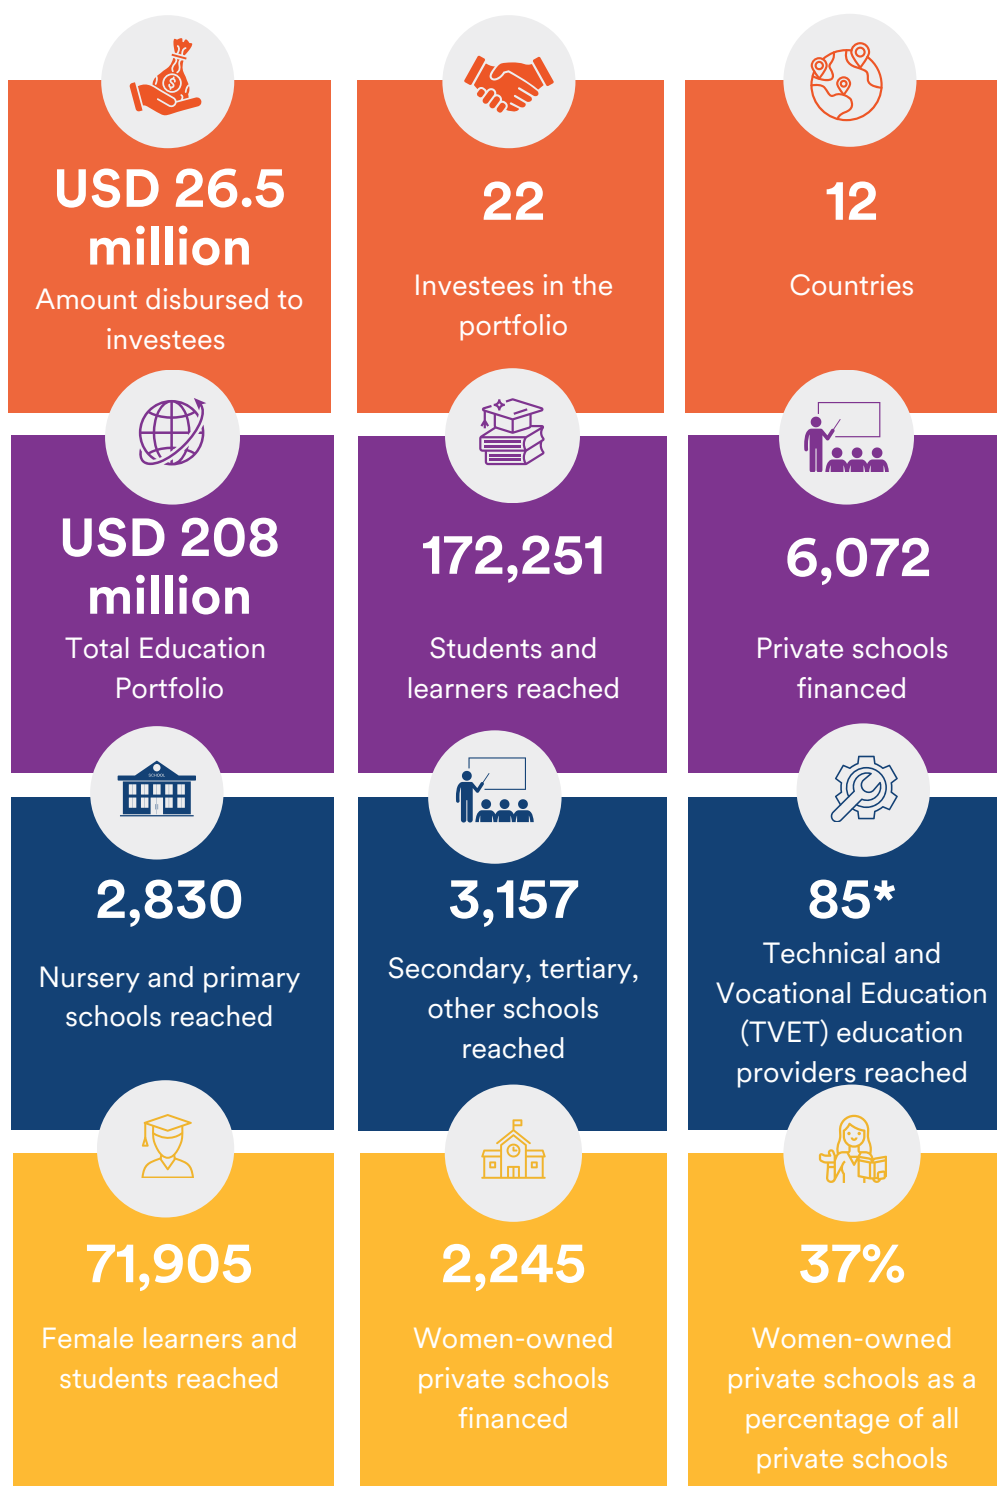 USD 26.5
million
Amount disbursed to
investees
22
Investees in the
portfolio
12
Countries
USD 208
million
Total Education
Portfolio
172,251
Students and
learners reached
6,072
Private schools
financed
SCHOOL
2,830
Nursery and primary
schools reached
3,157
Secondary, tertiary,
other schools
reached
85*
Technical and
Vocational Education
(TVET) education
providers reached
71,905
Female learners and
students reached
2,245
Women-owned
private schools
financed
37%
Women-owned
private schools as a
percentage of all
private schools